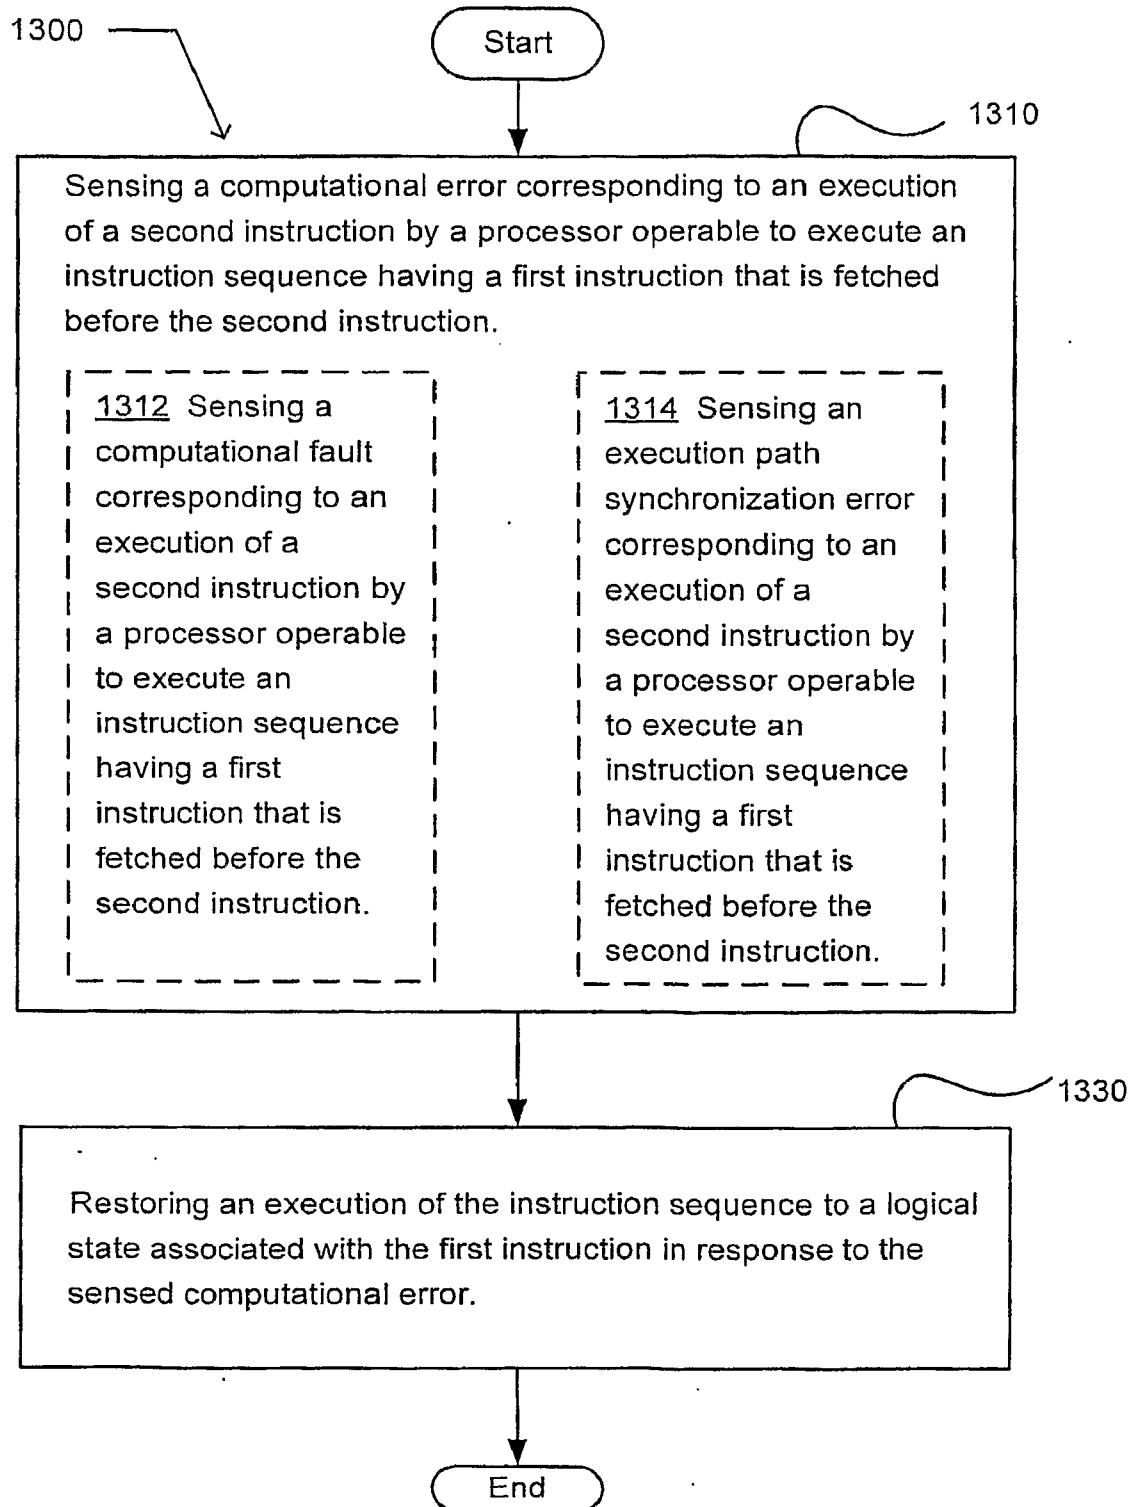 1300
Start
1310
Sensing a computational error corresponding to an execution
of a second instruction by a processor operable to execute an
instruction sequence having a first instruction that is fetched
before the second instruction.
1312 Sensing a
computational fault
corresponding to an
execution of a
second instruction by
a processor operable
to execute an
instruction sequence
having a first
instruction that is
fetched before the
second instruction.
1314 Sensing an
execution path
synchronization error
corresponding to an
execution of a
second instruction by
a processor operable
to execute an
instruction sequence
having a first
instruction that is
fetched before the
second instruction.
1330
Restoring an execution of the instruction sequence to a logical
state associated with the first instruction in response to the
sensed computational error.
End